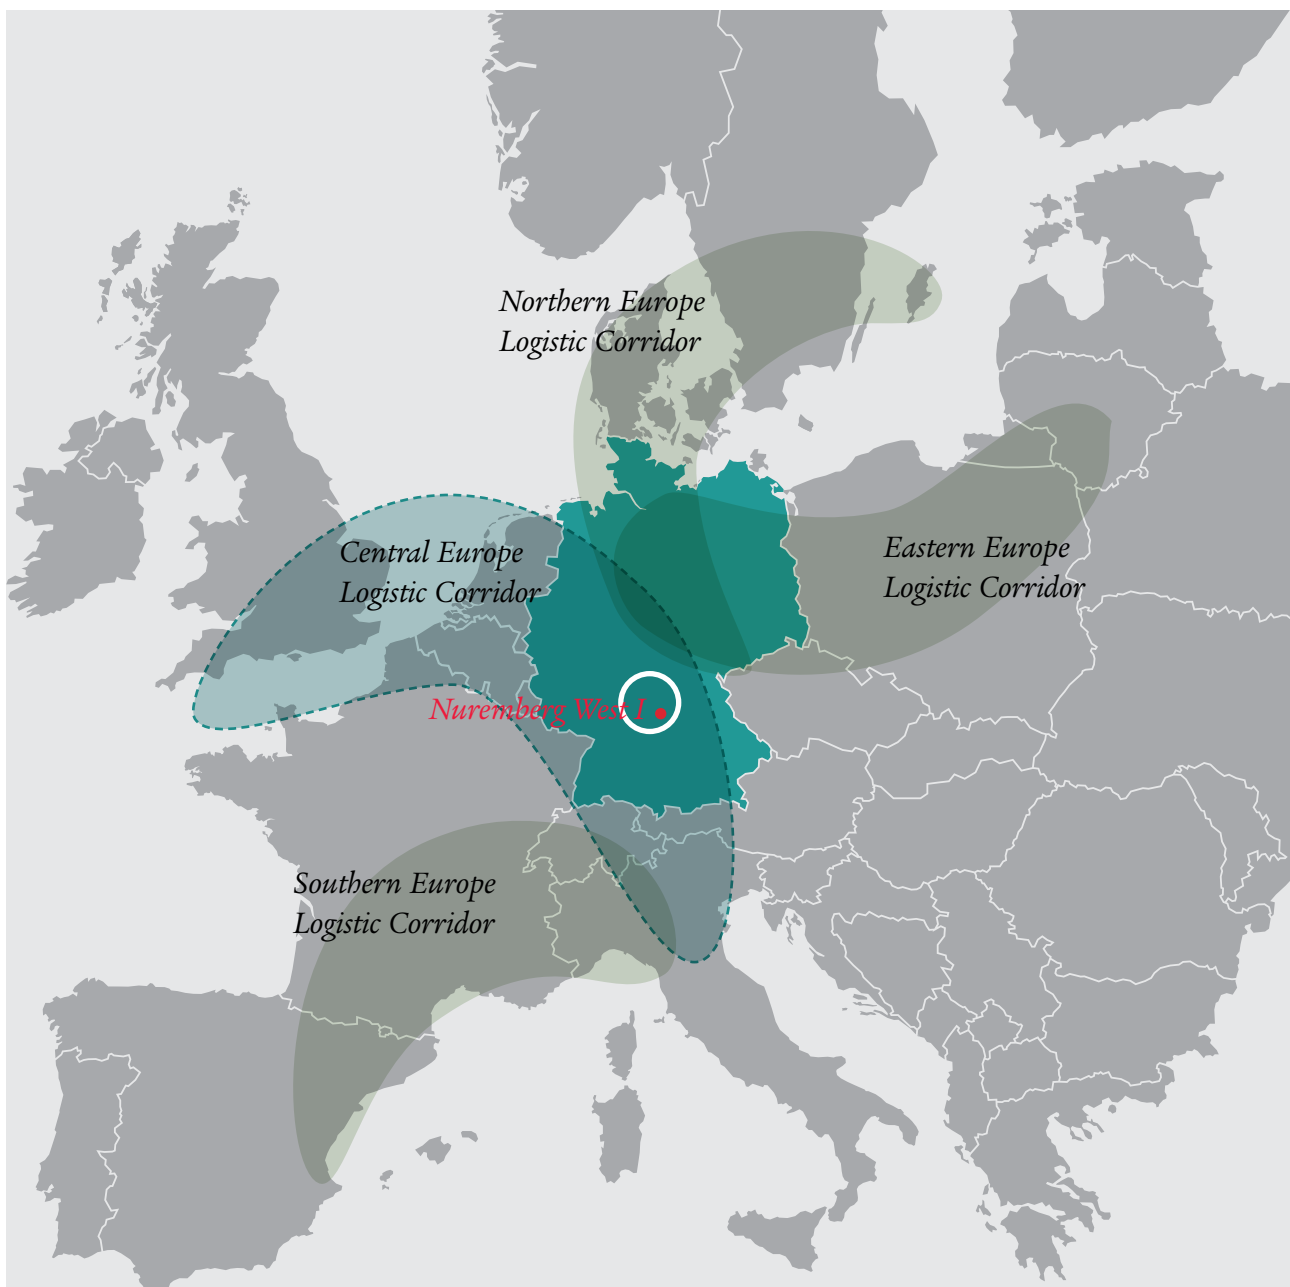 Northern Europe
Logistic Corridor
Central Europe
Logistic Corridor
Eastern Europe
Logistic Corridor
Nuremberg West I
Southern Europe
Logistic Corridor